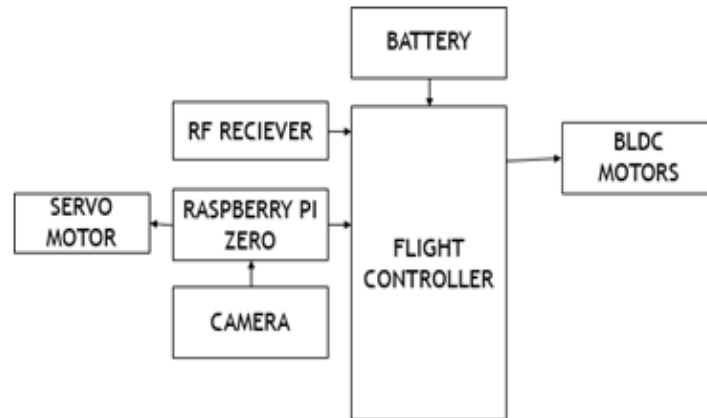 BATTERY
RF RECIEVER
BLDC
MOTORS
SERVO
MOTOR
RASPBERRY PI
ZERO
FLIGHT
CONTROLLER
CAMERA